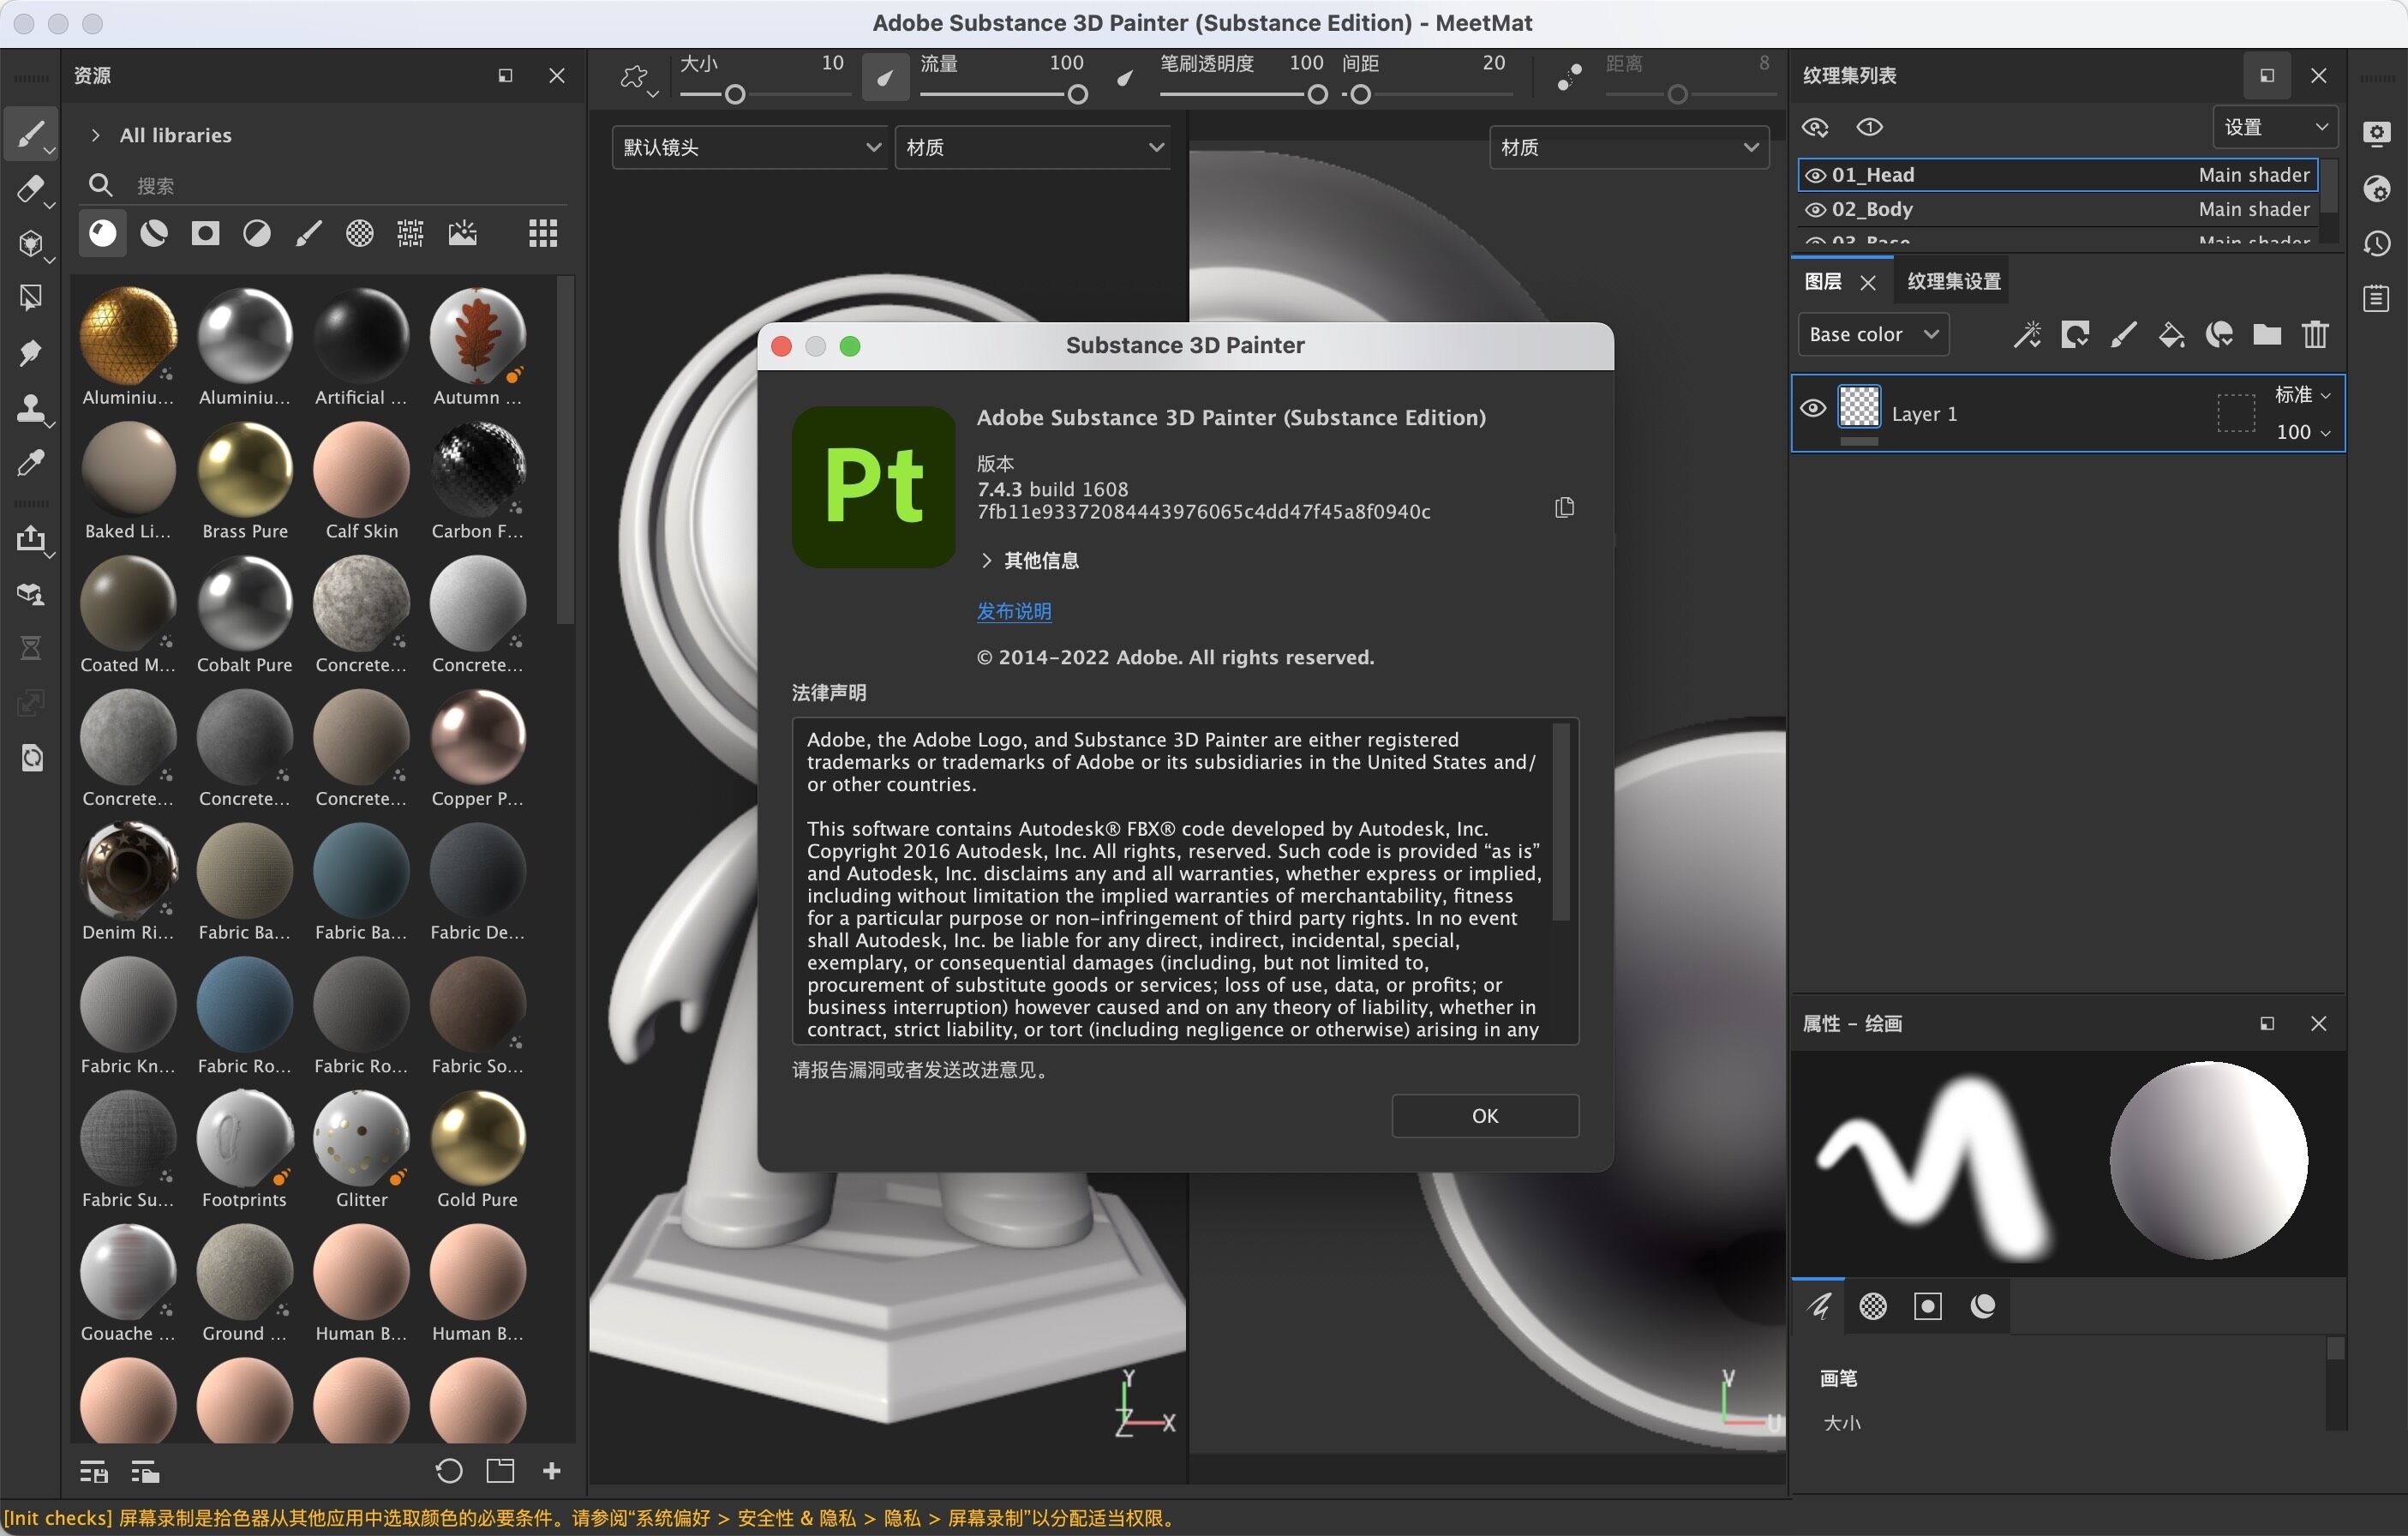 Adobe Substance 3D Painter (Substance Edition) - MeetMat
资源
All libraries
搜索
Aluminiu... Aluminiu... Artificial ... Autumn ...
Baked Li... Brass Pure Calf Skin Carbon F...
Coated M... Cobalt Pure Concrete... Concrete...
Concrete... Concrete... Concrete... Copper P...
Denim Ri... Fabric Ba... Fabric Ba... Fabric De...
Fabric Kn... Fabric Ro... Fabric Ro... Fabric So...
Fabric Su... Footprints Glitter Gold Pure
Gouache ... Ground ... Human B... Human B...
大小 10 流量 100 笔刷透明度 100 间距 20 距离 8
默认镜头 材质 材质
Substance 3D Painter
Pt
Adobe Substance 3D Painter (Substance Edition)
版本
7.4.3 build 1608
7fb11e93372084443976065c4dd47f45a8f0940c
其他信息
发布说明
© 2014-2022 Adobe. All rights reserved.
法律声明
Adobe, the Adobe Logo, and Substance 3D Painter are either registered
trademarks or trademarks of Adobe or its subsidiaries in the United States and/
or other countries.
This software contains Autodesk® FBX® code developed by Autodesk, Inc.
Copyright 2016 Autodesk, Inc. All rights, reserved. Such code is provided “as is”
and Autodesk, Inc. disclaims any and all warranties, whether express or implied,
including without limitation the implied warranties of merchantability, fitness
for a particular purpose or non-infringement of third party rights. In no event
shall Autodesk, Inc. be liable for any direct, indirect, incidental, special,
exemplary, or consequential damages (including, but not limited to,
procurement of substitute goods or services; loss of use, data, or profits; or
business interruption) however caused and on any theory of liability, whether in
contract, strict liability, or tort (including negligence or otherwise) arising in any
请报告漏洞或者发送改进意见。
OK
Y
Z X
V
U
纹理集列表
1
设置
01_Head Main shader
02_Body Main shader
03_Base Main shader
图层 纹理集设置
Base color
Layer 1
标准
100
属性 - 绘画
画笔
大小
[Init checks] 屏幕录制是拾色器从其他应用中选取颜色的必要条件。请参阅“系统偏好 > 安全性 & 隐私 > 隐私 > 屏幕录制”以分配适当权限。